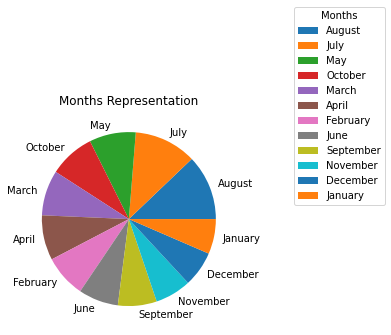 Months
August
July
May
October
March
April
February
June
September
November
December
January
Months Representation
August
July
May
October
March
April
February
June
September
November
December
January